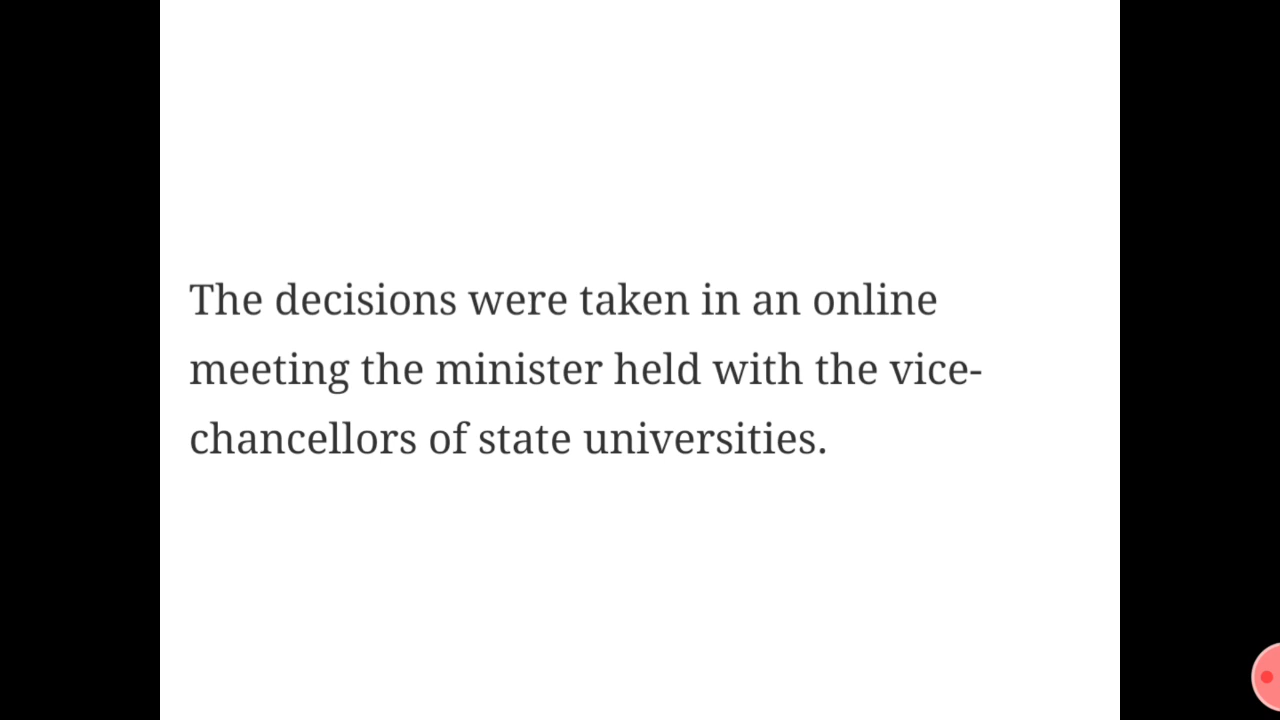 The decisions were taken in an online
meeting the minister held with the vice-
chancellors of state universities.